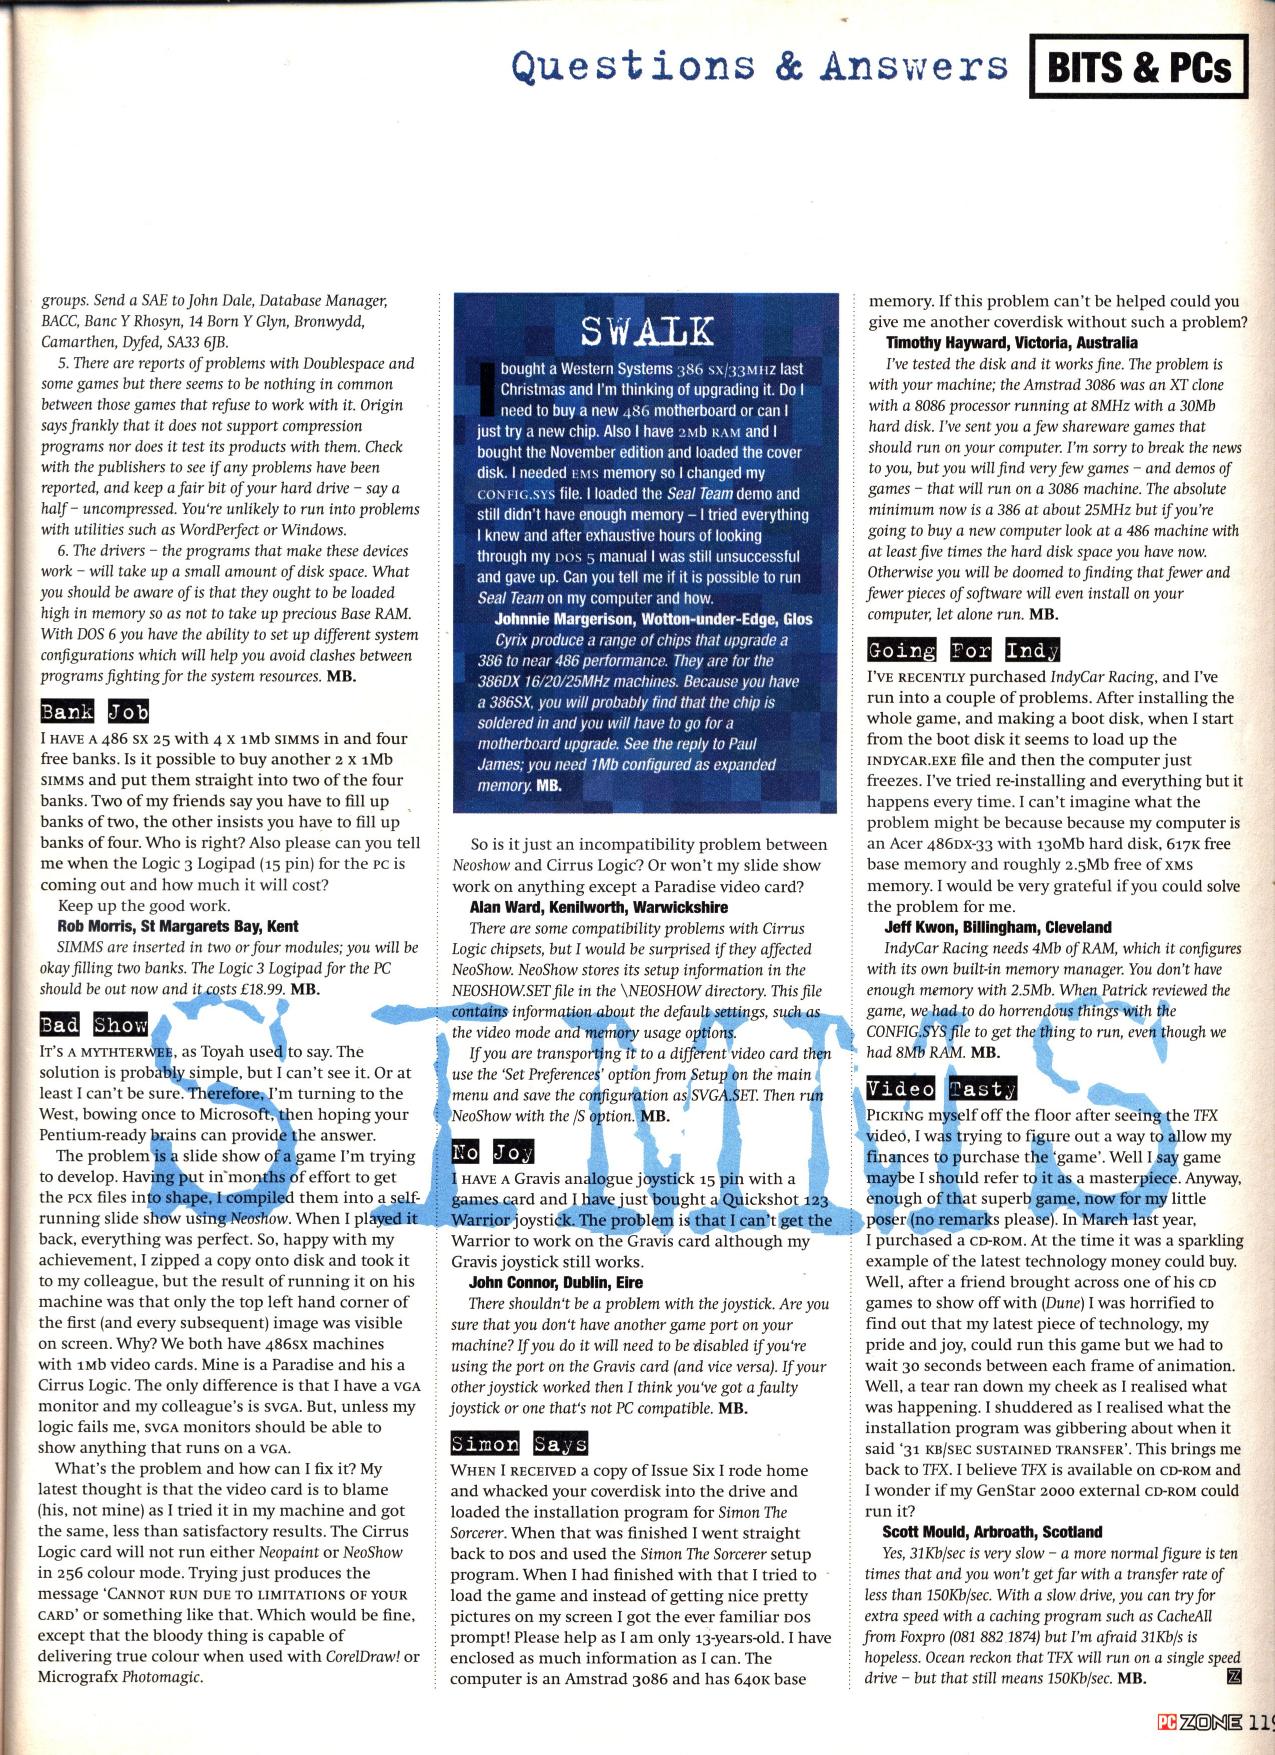 Questions & Answers BITS & PCs
groups. Send a SAE to John Dale, Database Manager,
BACC, Banc Y Rhosyn, 14 Born Y Glyn, Bronwydd,
Camarthen, Dyfed, SA33 6JB.
5. There are reports of problems with Doublespace and
some games but there seems to be nothing in common
between those games that refuse to work with it. Origin
says frankly that it does not support compression
programs nor does it test its products with them. Check
with the publishers to see if any problems have been
reported, and keep a fair bit of your hard drive – say a
half – uncompressed. You're unlikely to run into problems
with utilities such as WordPerfect or Windows.
6. The drivers – the programs that make these devices
work – will take up a small amount of disk space. What
you should be aware of is that they ought to be loaded
high in memory so as not to take up precious Base RAM.
With DOS 6 you have the ability to set up different system
configurations which will help you avoid clashes between
programs fighting for the system resources. MB.
Bank Job
I HAVE A 486 SX 25 with 4 x 1Mb SIMMs in and four
free banks. Is it possible to buy another 2 x 1Mb
SIMMs and put them straight into two of the four
banks. Two of my friends say you have to fill up
banks of two, the other insists you have to fill up
banks of four. Who is right? Also please can you tell
me when the Logic 3 Logipad (15 pin) for the PC is
coming out and how much it will cost?
Keep up the good work.
Rob Morris, St Margarets Bay, Kent
SIMMS are inserted in two or four modules; you will be
okay filling two banks. The Logic 3 Logipad for the PC
should be out now and it costs £18.99. MB.
Bad Show
IT'S A MYTHTERWEE, as Toyah used to say. The
solution is probably simple, but I can't see it. Or at
least I can't be sure. Therefore, I'm turning to the
West, bowing once to Microsoft, then hoping your
Pentium-ready brains can provide the answer.
The problem is a slide show of a game I'm trying
to develop. Having put in months of effort to get
the PCX files into shape, I compiled them into a self-
running slide show using Neoshow. When I played it
back, everything was perfect. So, happy with my
achievement, I zipped a copy onto disk and took it
to my colleague, but the result of running it on his
machine was that only the top left hand corner of
the first (and every subsequent) image was visible
on screen. Why? We both have 486SX machines
with 1Mb video cards. Mine is a Paradise and his a
Cirrus Logic. The only difference is that I have a VGA
monitor and my colleague's is SVGA. But, unless my
logic fails me, SVGA monitors should be able to
show anything that runs on a VGA.
What's the problem and how can I fix it? My
latest thought is that the video card is to blame
(his, not mine) as I tried it in my machine and got
the same, less than satisfactory results. The Cirrus
Logic card will not run either Neopaint or NeoShow
in 256 colour mode. Trying just produces the
message 'CANNOT RUN DUE TO LIMITATIONS OF YOUR
CARD' or something like that. Which would be fine,
except that the bloody thing is capable of
delivering true colour when used with CorelDraw! or
Micrografx Photomagic.
SWALK
I bought a Western Systems 386 SX/33MHz last
Christmas and I'm thinking of upgrading it. Do I
need to buy a new 486 motherboard or can I
just try a new chip. Also I have 2Mb RAM and I
bought the November edition and loaded the cover
disk. I needed EMS memory so I changed my
CONFIG.SYS file. I loaded the Seal Team demo and
still didn't have enough memory – I tried everything
I knew and after exhaustive hours of looking
through my DOS 5 manual I was still unsuccessful
and gave up. Can you tell me if it is possible to run
Seal Team on my computer and how.
Johnnie Margerison, Wotton-under-Edge, Glos
Cyrix produce a range of chips that upgrade a
386 to near 486 performance. They are for the
386DX 16/20/25MHz machines. Because you have
a 386SX, you will probably find that the chip is
soldered in and you will have to go for a
motherboard upgrade. See the reply to Paul
James; you need 1Mb configured as expanded
memory. MB.
So is it just an incompatibility problem between
Neoshow and Cirrus Logic? Or won't my slide show
work on anything except a Paradise video card?
Alan Ward, Kenilworth, Warwickshire
There are some compatibility problems with Cirrus
Logic chipsets, but I would be surprised if they affected
NeoShow. NeoShow stores its setup information in the
NEOSHOW.SET file in the \NEOSHOW directory. This file
contains information about the default settings, such as
the video mode and memory usage options.
If you are transporting it to a different video card then
use the 'Set Preferences' option from Setup on the main
menu and save the configuration as SVGA.SET. Then run
NeoShow with the /S option. MB.
No Joy
I HAVE A Gravis analogue joystick 15 pin with a
games card and I have just bought a Quickshot 123
Warrior joystick. The problem is that I can't get the
Warrior to work on the Gravis card although my
Gravis joystick still works.
John Connor, Dublin, Eire
There shouldn't be a problem with the joystick. Are you
sure that you don't have another game port on your
machine? If you do it will need to be disabled if you're
using the port on the Gravis card (and vice versa). If your
other joystick worked then I think you've got a faulty
joystick or one that's not PC compatible. MB.
Simon Says
WHEN I RECEIVED a copy of Issue Six I rode home
and whacked your coverdisk into the drive and
loaded the installation program for Simon The
Sorcerer. When that was finished I went straight
back to DOS and used the Simon The Sorcerer setup
program. When I had finished with that I tried to
load the game and instead of getting nice pretty
pictures on my screen I got the ever familiar DOS
prompt! Please help as I am only 13-years-old. I have
enclosed as much information as I can. The
computer is an Amstrad 3086 and has 640K base
memory. If this problem can't be helped could you
give me another coverdisk without such a problem?
Timothy Hayward, Victoria, Australia
I've tested the disk and it works fine. The problem is
with your machine; the Amstrad 3086 was an XT clone
with a 8086 processor running at 8MHz with a 30Mb
hard disk. I've sent you a few shareware games that
should run on your computer. I'm sorry to break the news
to you, but you will find very few games – and demos of
games – that will run on a 3086 machine. The absolute
minimum now is a 386 at about 25MHz but if you're
going to buy a new computer look at a 486 machine with
at least five times the hard disk space you have now.
Otherwise you will be doomed to finding that fewer and
fewer pieces of software will even install on your
computer, let alone run. MB.
Going For Indy
I'VE RECENTLY purchased IndyCar Racing, and I've
run into a couple of problems. After installing the
whole game, and making a boot disk, when I start
from the boot disk it seems to load up the
INDYCAR.EXE file and then the computer just
freezes. I've tried re-installing and everything but it
happens every time. I can't imagine what the
problem might be because because my computer is
an Acer 486DX-33 with 130Mb hard disk, 617K free
base memory and roughly 2.5Mb free of XMS
memory. I would be very grateful if you could solve
the problem for me.
Jeff Kwon, Billingham, Cleveland
IndyCar Racing needs 4Mb of RAM, which it configures
with its own built-in memory manager. You don't have
enough memory with 2.5Mb. When Patrick reviewed the
game, we had to do horrendous things with the
CONFIG.SYS file to get the thing to run, even though we
had 8Mb RAM. MB.
Video Tasty
PICKING myself off the floor after seeing the TFX
video, I was trying to figure out a way to allow my
finances to purchase the 'game'. Well I say game
maybe I should refer to it as a masterpiece. Anyway,
enough of that superb game, now for my little
poser (no remarks please). In March last year,
I purchased a CD-ROM. At the time it was a sparkling
example of the latest technology money could buy.
Well, after a friend brought across one of his CD
games to show off with (Dune) I was horrified to
find out that my latest piece of technology, my
pride and joy, could run this game but we had to
wait 30 seconds between each frame of animation.
Well, a tear ran down my cheek as I realised what
was happening. I shuddered as I realised what the
installation program was gibbering about when it
said '31 KB/SEC SUSTAINED TRANSFER'. This brings me
back to TFX. I believe TFX is available on CD-ROM and
I wonder if my GenStar 2000 external CD-ROM could
run it?
Scott Mould, Arbroath, Scotland
Yes, 31Kb/sec is very slow – a more normal figure is ten
times that and you won't get far with a transfer rate of
less than 150Kb/sec. With a slow drive, you can try for
extra speed with a caching program such as CacheAll
from Foxpro (081 882 1874) but I'm afraid 31Kb/s is
hopeless. Ocean reckon that TFX will run on a single speed
drive – but that still means 150Kb/sec. MB. Z
SIMMS
PC ZONE 119